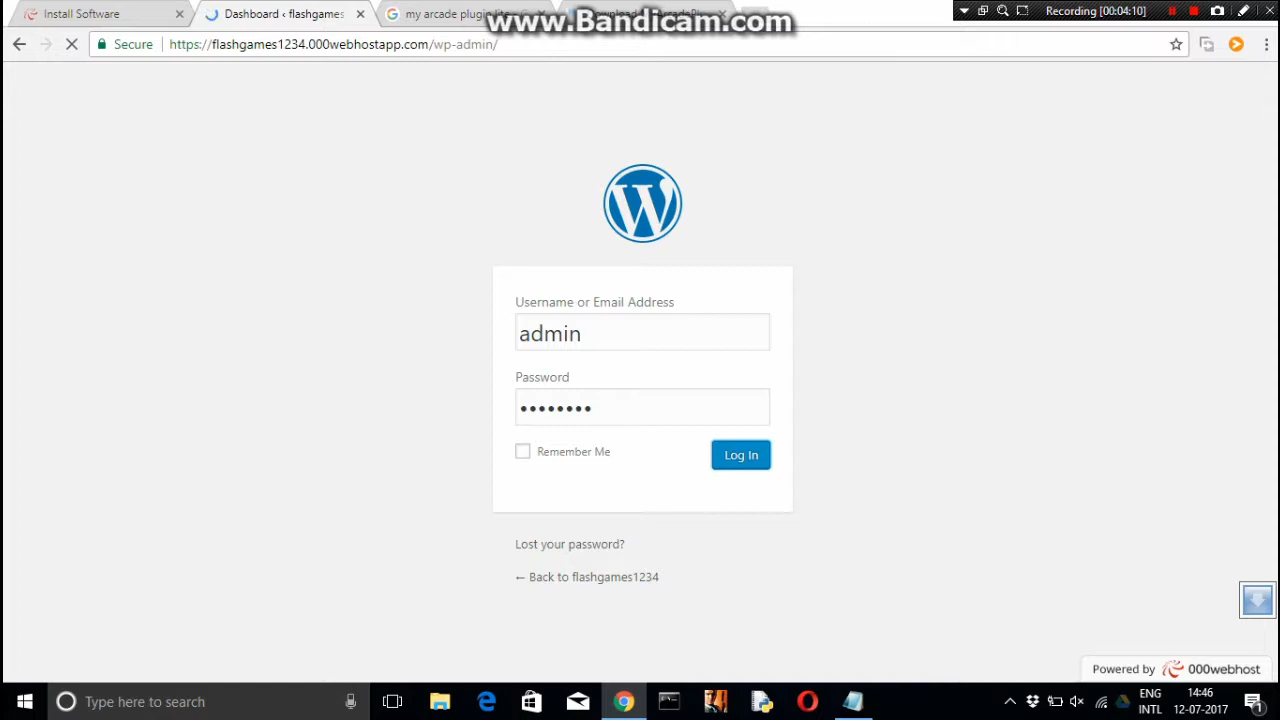 Install Software
Dashboard ‹ flashgames
my arcade plugin lite
www.Bandicam.com
Recording [00:04:10]
Secure
https://flashgames1234.000webhostapp.com/wp-admin/
Username or Email Address
admin
Password
••••••••
Remember Me
Log In
Lost your password?
← Back to flashgames1234
Powered by 000webhost
Type here to search
ENG
INTL
14:46
12-07-2017
1